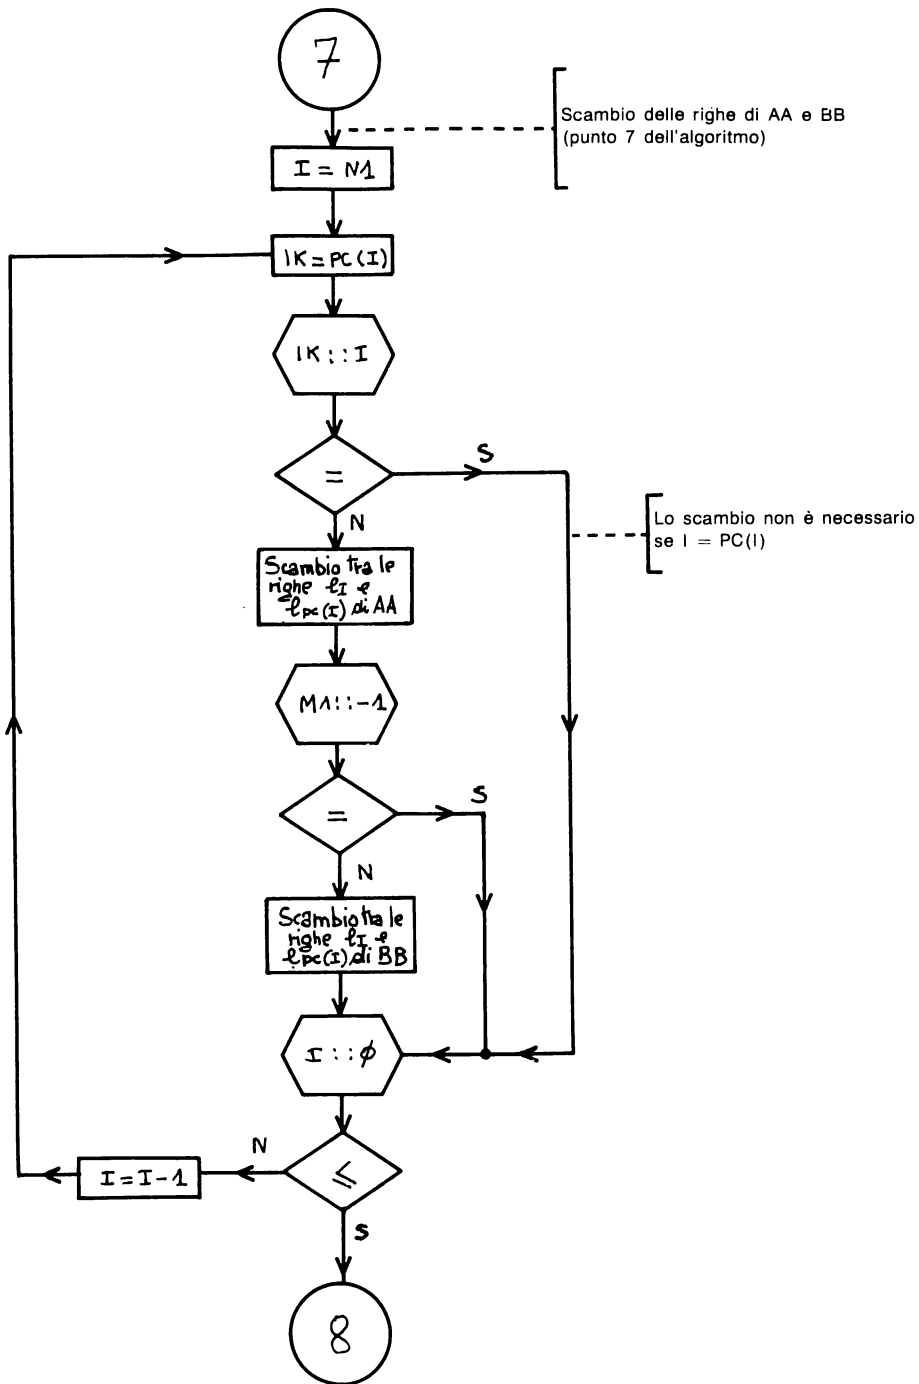 7
Scambio delle righe di AA e BB
(punto 7 dell'algoritmo)
I = N1
IK = PC(I)
IK :: I
=
S
N
Lo scambio non è necessario
se I = PC(I)
Scambio tra le
righe ℓI e
ℓPC(I) di AA
M1::-1
=
S
N
Scambio tra le
righe ℓI e
ℓPC(I) di BB
I :: φ
≤
N
I = I-1
S
8